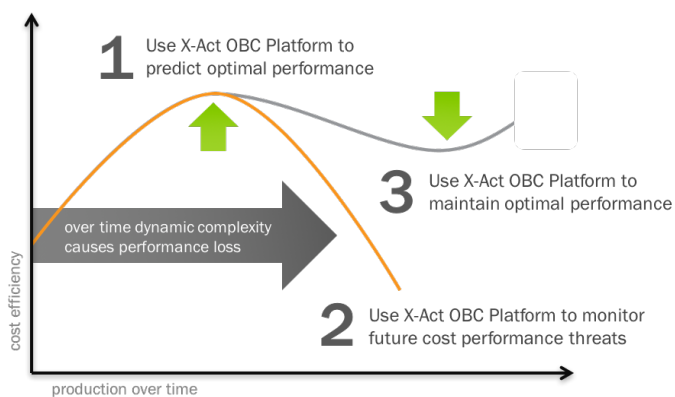 1
Use X-Act OBC Platform to
predict optimal performance
3
Use X-Act OBC Platform to
maintain optimal performance
over time dynamic complexity
causes performance loss
2
Use X-Act OBC Platform to monitor
future cost performance threats
cost efficiency
production over time